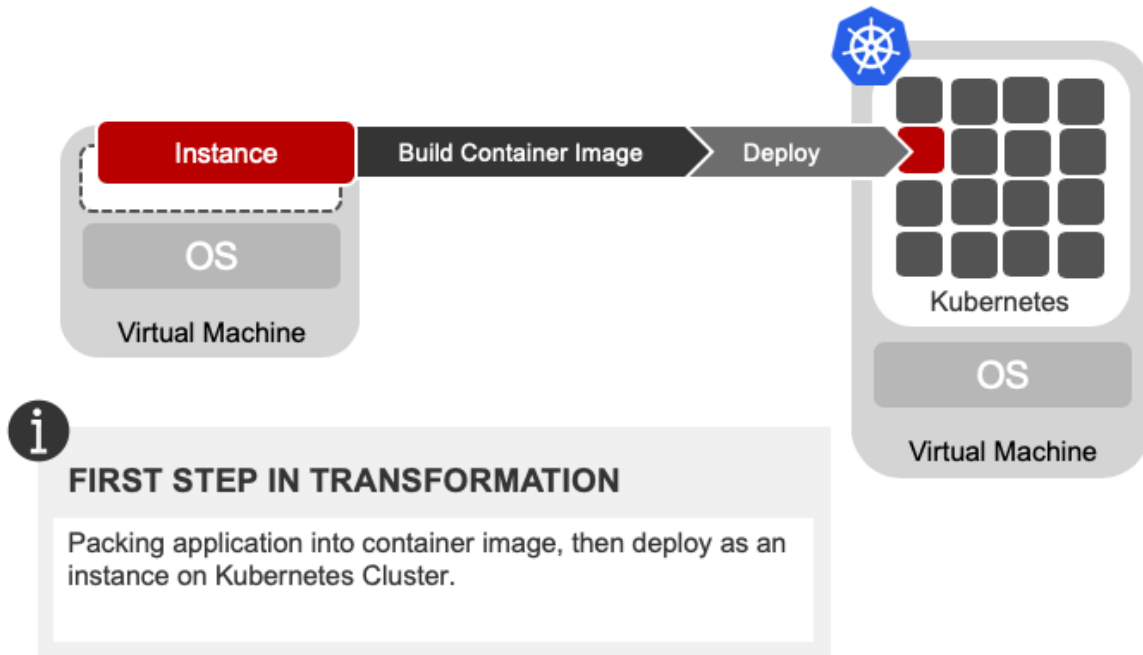 Instance
Build Container Image
Deploy
OS
Virtual Machine
Kubernetes
OS
Virtual Machine
i
FIRST STEP IN TRANSFORMATION
Packing application into container image, then deploy as an
instance on Kubernetes Cluster.